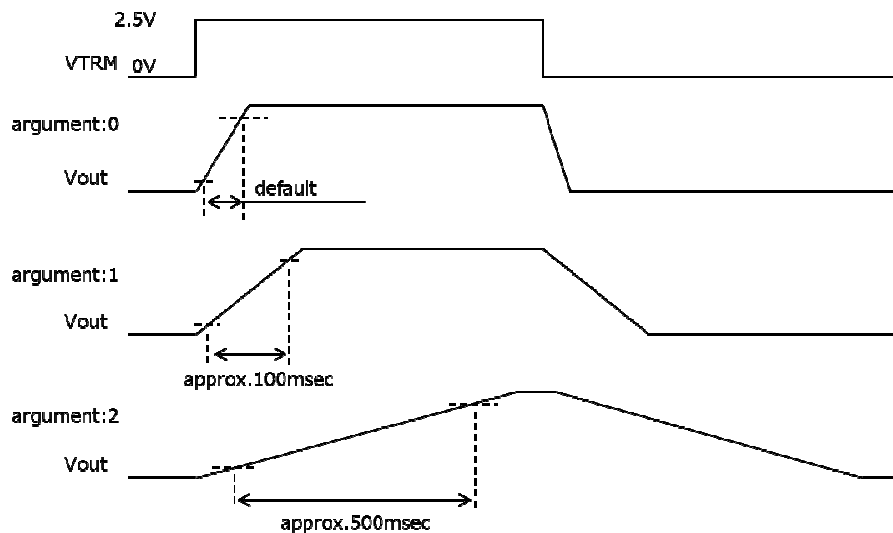 2.5V
VTRM 0V
argument:0
Vout
default
argument:1
Vout
approx.100msec
argument:2
Vout
approx.500msec